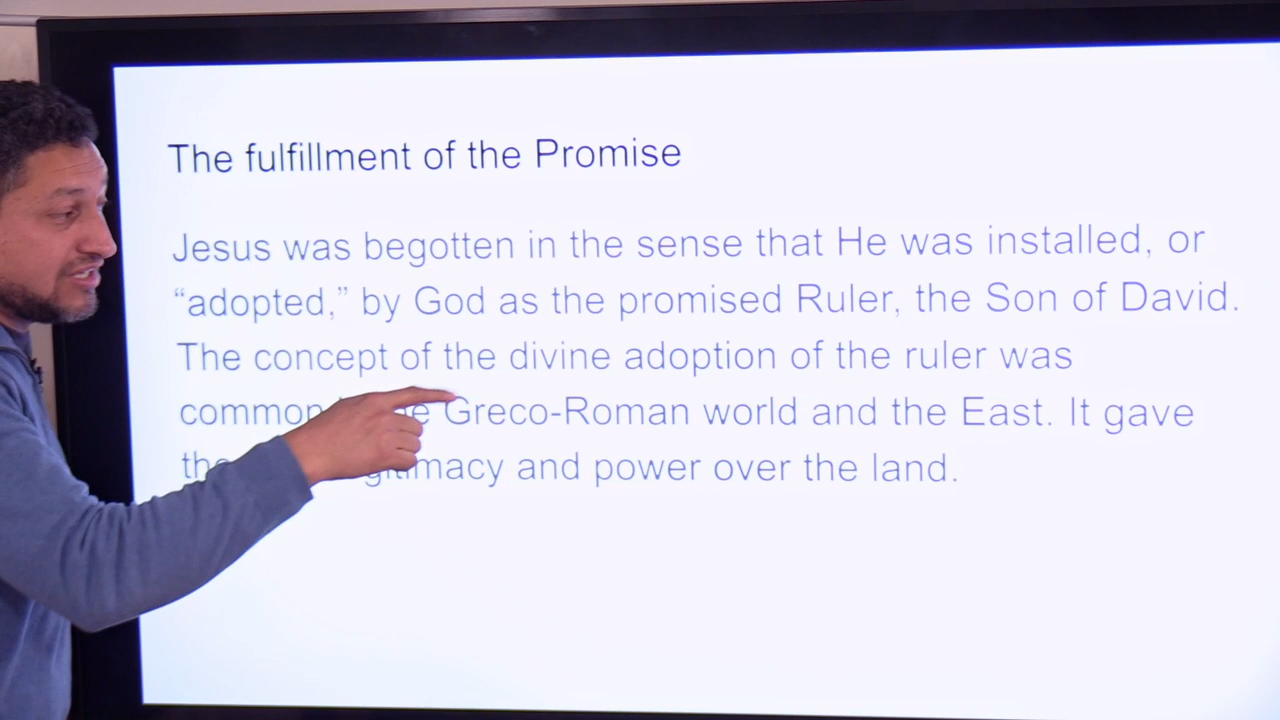 The fulfillment of the Promise
Jesus was begotten in the sense that He was installed, or
“adopted,” by God as the promised Ruler, the Son of David.
The concept of the divine adoption of the ruler was
common Greco-Roman world and the East. It gave
and power over the land.